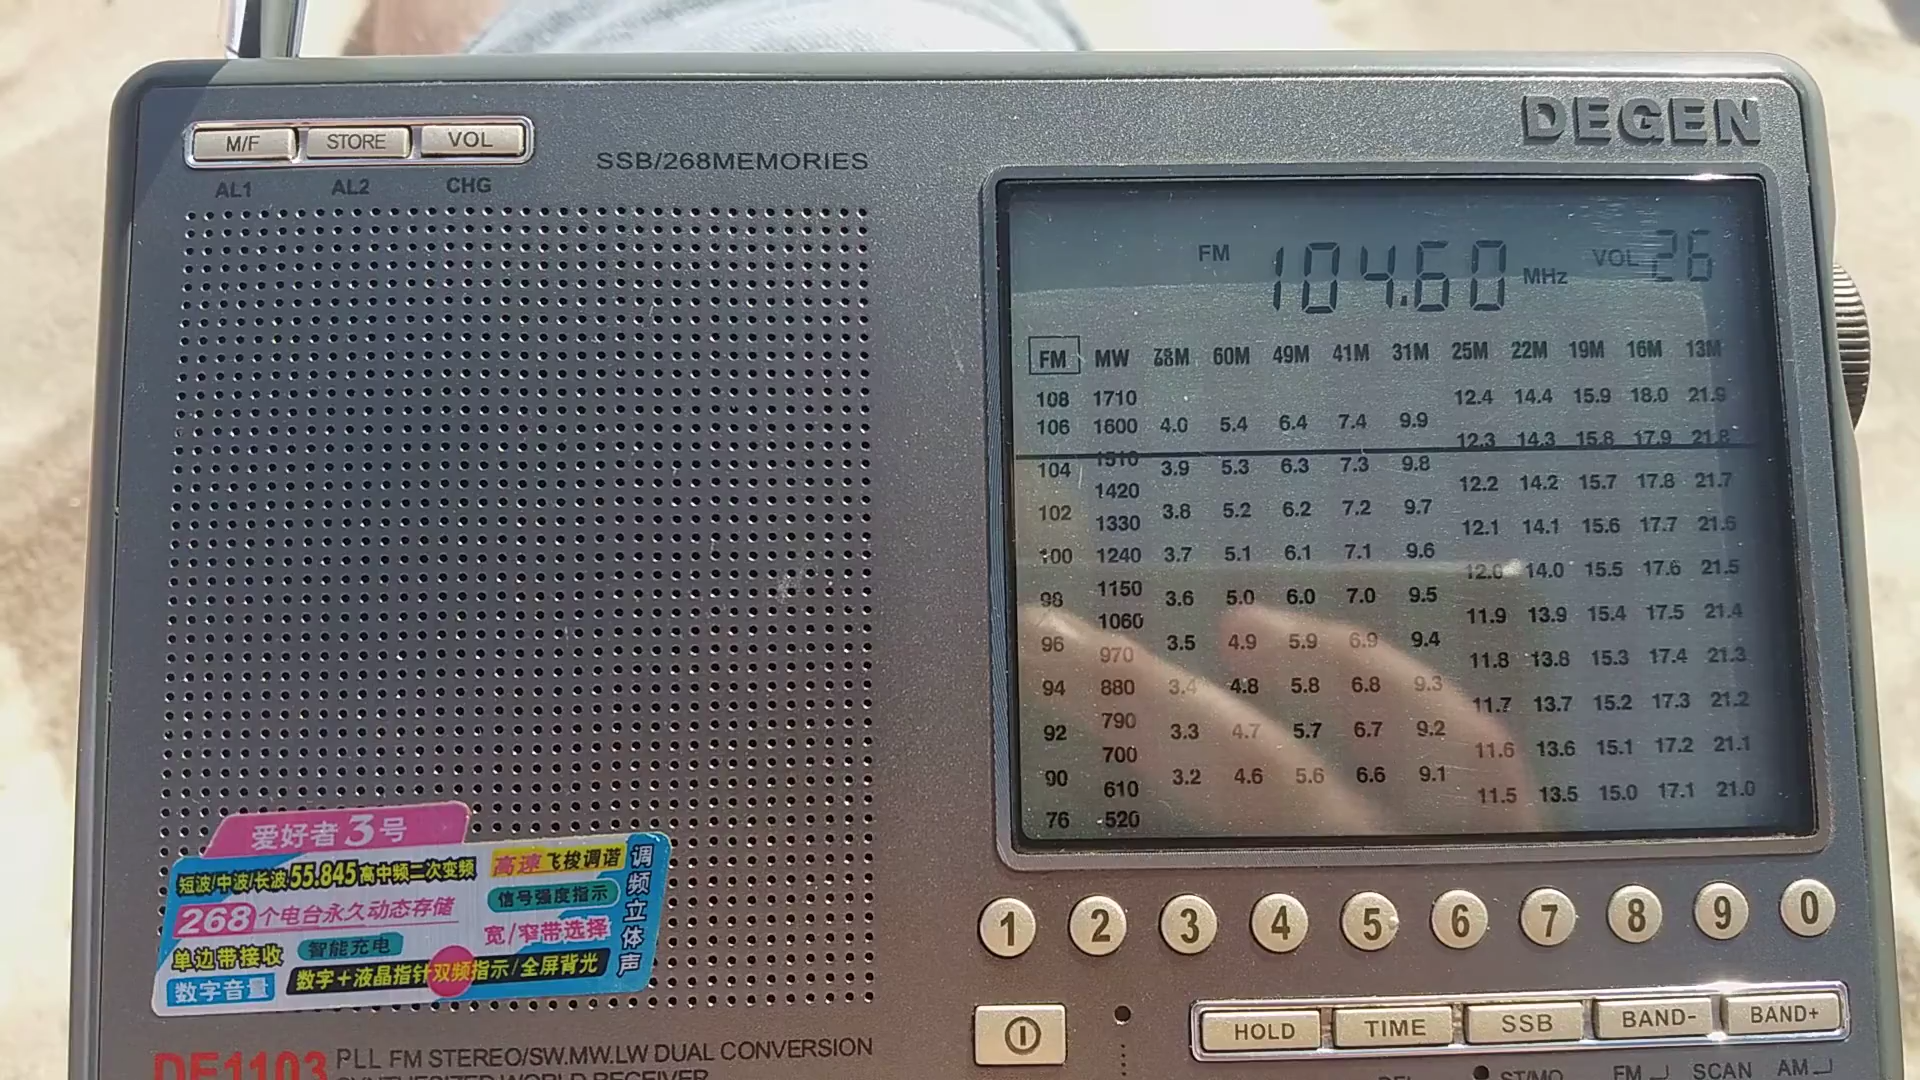 DEGEN
M/F STORE VOL
AL1 AL2 CHG
SSB/268MEMORIES
FM 104.60 MHz VOL 26
FM MW 68M 60M 49M 41M 31M 25M 22M 19M 16M 13M
108 1710 12.4 14.4 15.9 18.0 21.9
106 1600 4.0 5.4 6.4 7.4 9.9
12.3 14.3 15.8 17.9 21.8
1510
104 3.9 5.3 6.3 7.3 9.8
1420 12.2 14.2 15.7 17.8 21.7
102 3.8 5.2 6.2 7.2 9.7
1330 12.1 14.1 15.6 17.7 21.6
100 1240 3.7 5.1 6.1 7.1 9.6
12.0 14.0 15.5 17.6 21.5
1150
98 3.6 5.0 6.0 7.0 9.5
1060 11.9 13.9 15.4 17.5 21.4
96 3.5 4.9 5.9 6.9 9.4
970 11.8 13.8 15.3 17.4 21.3
94 880 3.4 4.8 5.8 6.8 9.3
790 11.7 13.7 15.2 17.3 21.2
92 3.3 4.7 5.7 6.7 9.2
700 11.6 13.6 15.1 17.2 21.1
90 3.2 4.6 5.6 6.6 9.1
610 11.5 13.5 15.0 17.1 21.0
76 520
爱好者3号
短波/中波/长波55.845高中频二次变频
高速飞梭调谐
268个电台永久动态存储
信号强度指示
单边带接收 智能充电
宽/窄带选择
数字音量
数字+液晶指针双频指示/全屏背光
调频立体声
1 2 3 4 5 6 7 8 9 0
HOLD TIME SSB BAND- BAND+
DE1103 PLL FM STEREO/SW.MW.LW DUAL CONVERSION
SYNTHESIZED WORLD RECEIVER
DEL ST/MO FM SCAN AM